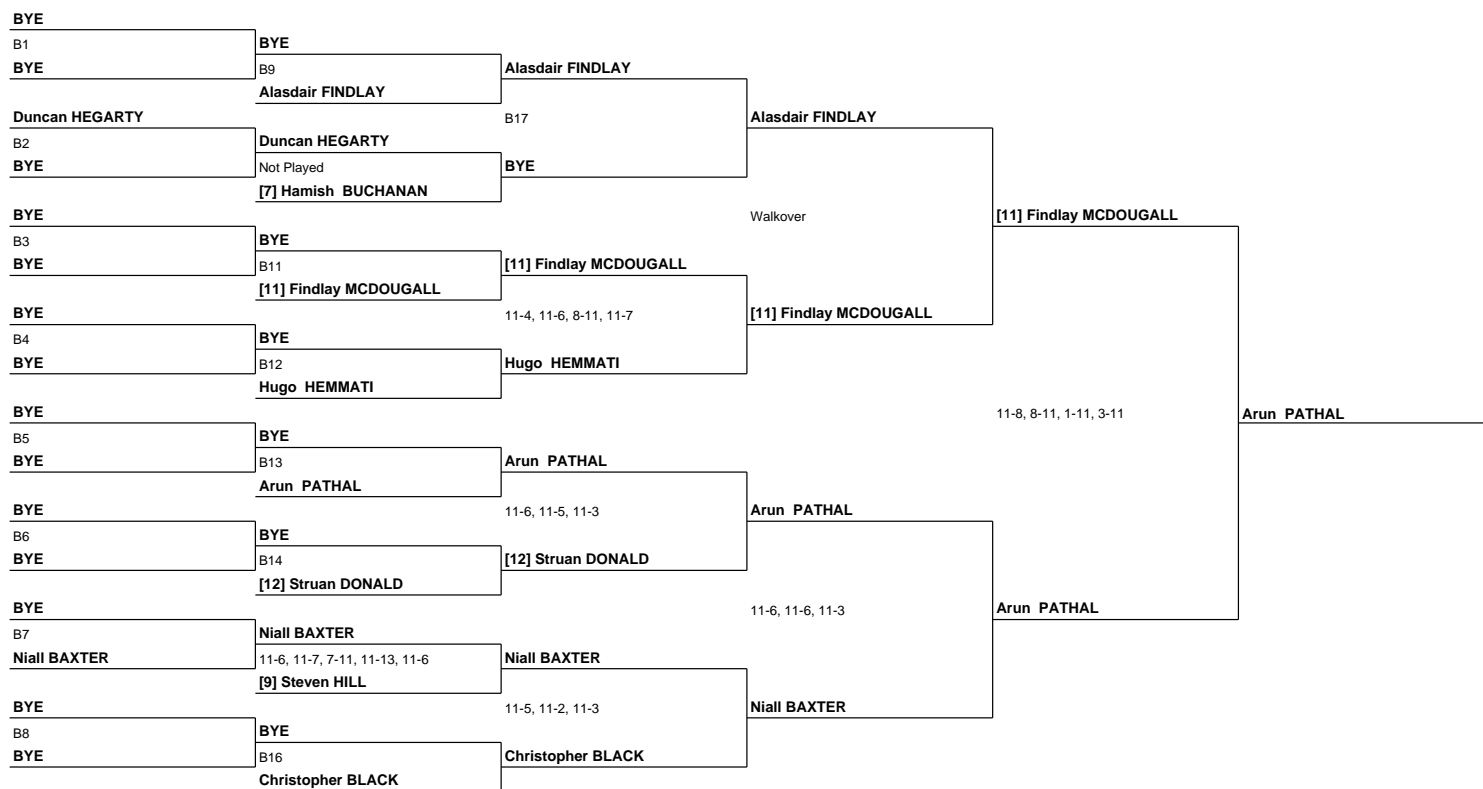 BYE
B1
BYE
BYE
B9
Alasdair FINDLAY
Alasdair FINDLAY
Duncan HEGARTY
B2
BYE
Duncan HEGARTY
Not Played
[7] Hamish BUCHANAN
B17
BYE
Alasdair FINDLAY
BYE
B3
BYE
BYE
B11
[11] Findlay MCDOUGALL
[11] Findlay MCDOUGALL
Walkover
[11] Findlay MCDOUGALL
BYE
B4
BYE
BYE
B12
Hugo HEMMATI
11-4, 11-6, 8-11, 11-7
Hugo HEMMATI
[11] Findlay MCDOUGALL
BYE
B5
BYE
BYE
B13
Arun PATHAL
Arun PATHAL
11-8, 8-11, 1-11, 3-11
Arun PATHAL
BYE
B6
BYE
BYE
B14
[12] Struan DONALD
11-6, 11-5, 11-3
[12] Struan DONALD
Arun PATHAL
BYE
B7
Niall BAXTER
Niall BAXTER
11-6, 11-7, 7-11, 11-13, 11-6
[9] Steven HILL
Niall BAXTER
11-6, 11-6, 11-3
Arun PATHAL
BYE
B8
BYE
BYE
B16
Christopher BLACK
11-5, 11-2, 11-3
Christopher BLACK
Niall BAXTER